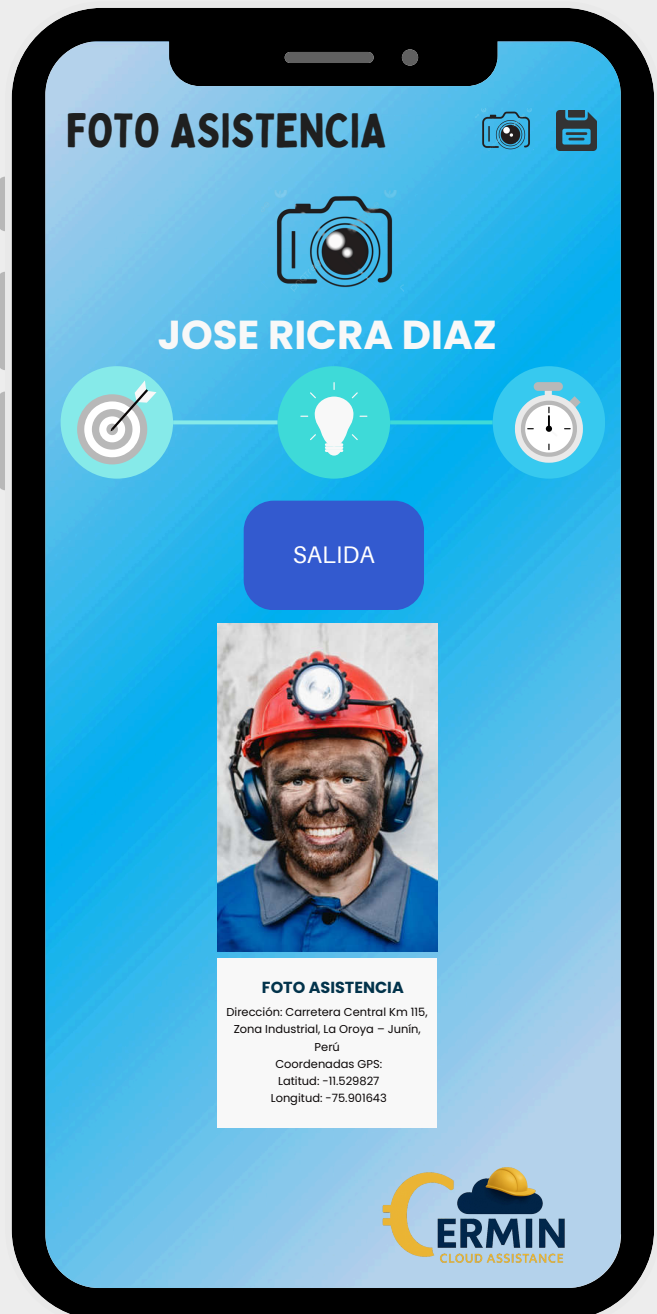 FOTO ASISTENCIA
JOSE RICRA DIAZ
SALIDA
FOTO ASISTENCIA
Dirección: Carretera Central Km 115,
Zona Industrial, La Oroya – Junín,
Perú
Coordenadas GPS:
Latitud: -11.529827
Longitud: -75.901643
CERMIN
CLOUD ASSISTANCE